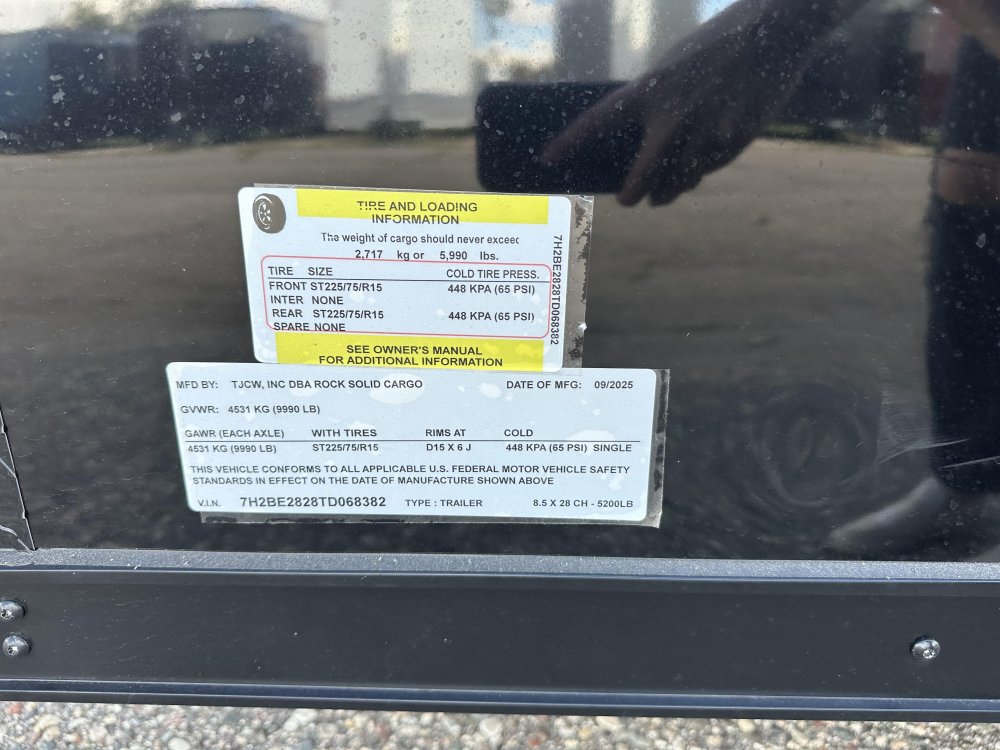 TIRE AND LOADING
INFORMATION
The weight of cargo should never exceed
2,717 kg or 5,990 lbs.
TIRE SIZE COLD TIRE PRESS.
FRONT ST225/75/R15 448 KPA (65 PSI)
INTER NONE
REAR ST225/75/R15 448 KPA (65 PSI)
SPARE NONE
SEE OWNER'S MANUAL
FOR ADDITIONAL INFORMATION
7H2BE2828TD068382
MFD BY: TJCW, INC DBA ROCK SOLID CARGO DATE OF MFG: 09/2025
GVWR: 4531 KG (9990 LB)
GAWR (EACH AXLE) WITH TIRES RIMS AT COLD
4531 KG (9990 LB) ST225/75/R15 D15 X 6 J 448 KPA (65 PSI) SINGLE
THIS VEHICLE CONFORMS TO ALL APPLICABLE U.S. FEDERAL MOTOR VEHICLE SAFETY
STANDARDS IN EFFECT ON THE DATE OF MANUFACTURE SHOWN ABOVE
V.I.N. 7H2BE2828TD068382 TYPE : TRAILER 8.5 X 28 CH - 5200LB